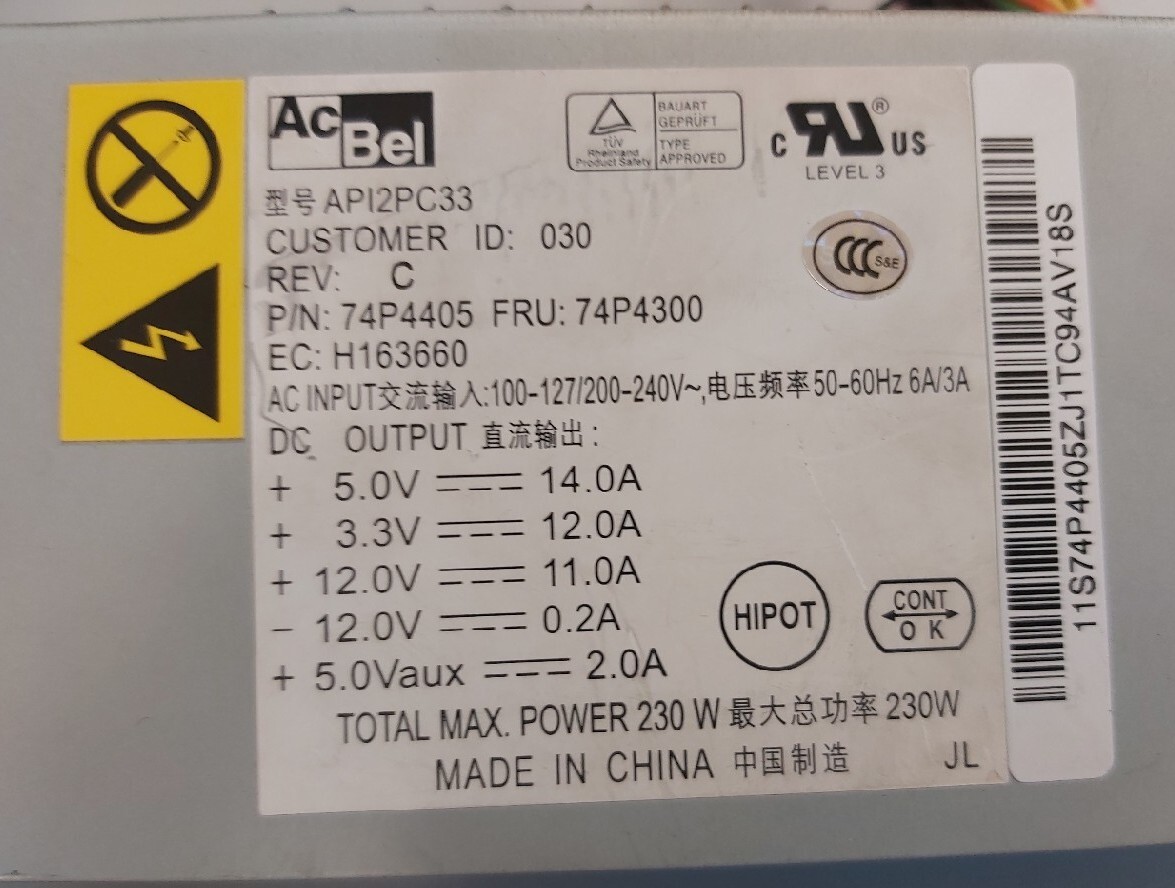 AcBel
TÜV
Rheinland
Product Safety
BAUART
GEPRÜFT
TYPE
APPROVED
C RU ® US
LEVEL 3
型号 API2PC33
CUSTOMER ID: 030
REV: C
CCC S&E
P/N: 74P4405 FRU: 74P4300
EC: H163660
AC INPUT交流输入:100-127/200-240V~,电压频率50-60Hz 6A/3A
DC OUTPUT 直流输出:
+ 5.0V 14.0A
+ 3.3V 12.0A
+ 12.0V 11.0A
- 12.0V 0.2A
+ 5.0Vaux 2.0A
HIPOT
CONT
OK
TOTAL MAX. POWER 230 W 最大总功率 230W
MADE IN CHINA 中国制造 JL
11S74P4405ZJ1TC94AV18S